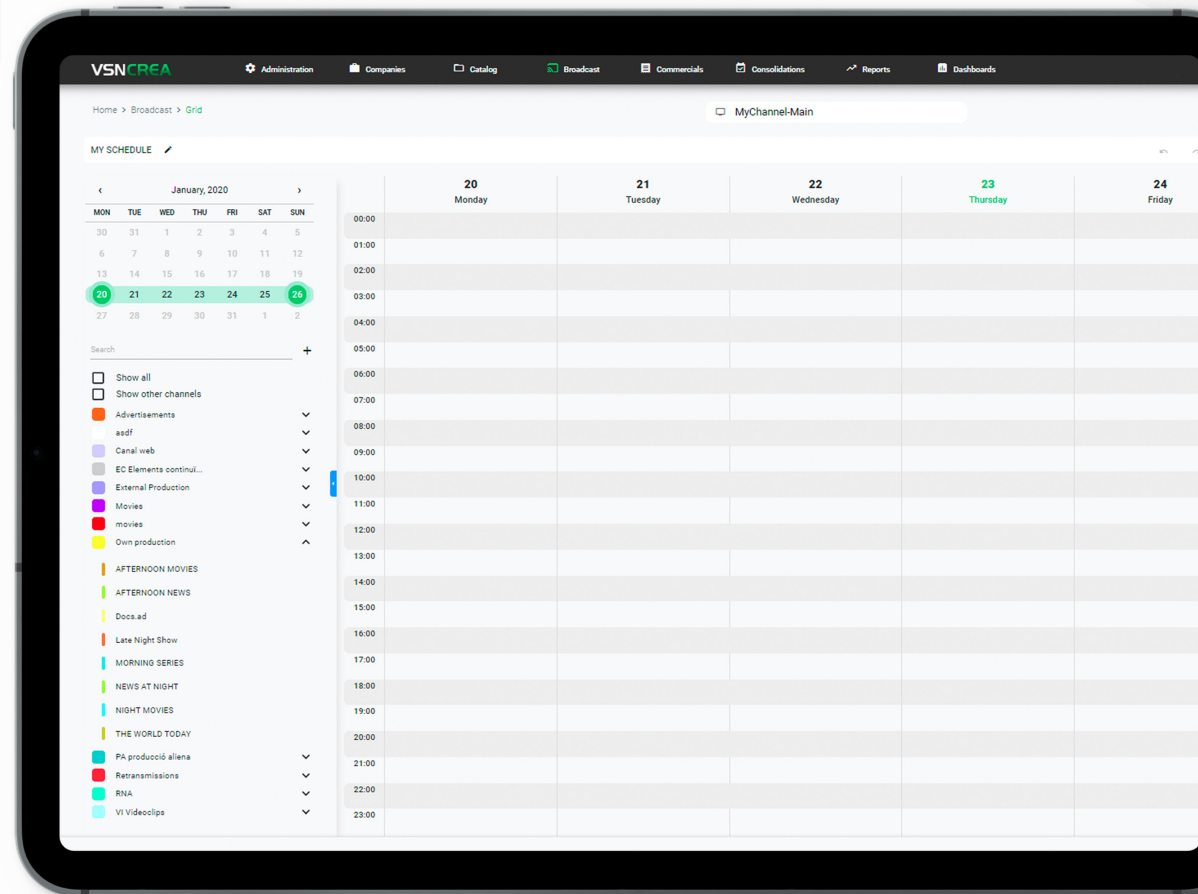 VSNCREA
Administration
Companies
Catalog
Broadcast
Commercials
Consolidations
Reports
Dashboards
Home > Broadcast > Grid
MyChannel-Main
MY SCHEDULE
January, 2020
MON TUE WED THU FRI SAT SUN
30 31 1 2 3 4 5
6 7 8 9 10 11 12
13 14 15 16 17 18 19
20 21 22 23 24 25 26
27 28 29 30 31 1 2
Search
Show all
Show other channels
Advertisements
asdf
Canal web
EC Elements continuï...
External Production
Movies
movies
Own production
AFTERNOON MOVIES
AFTERNOON NEWS
Docs.ad
Late Night Show
MORNING SERIES
NEWS AT NIGHT
NIGHT MOVIES
THE WORLD TODAY
PA producció aliena
Retransmissions
RNA
VI Videoclips
20 21 22 23 24
Monday Tuesday Wednesday Thursday Friday
00:00
01:00
02:00
03:00
04:00
05:00
06:00
07:00
08:00
09:00
10:00
11:00
12:00
13:00
14:00
15:00
16:00
17:00
18:00
19:00
20:00
21:00
22:00
23:00